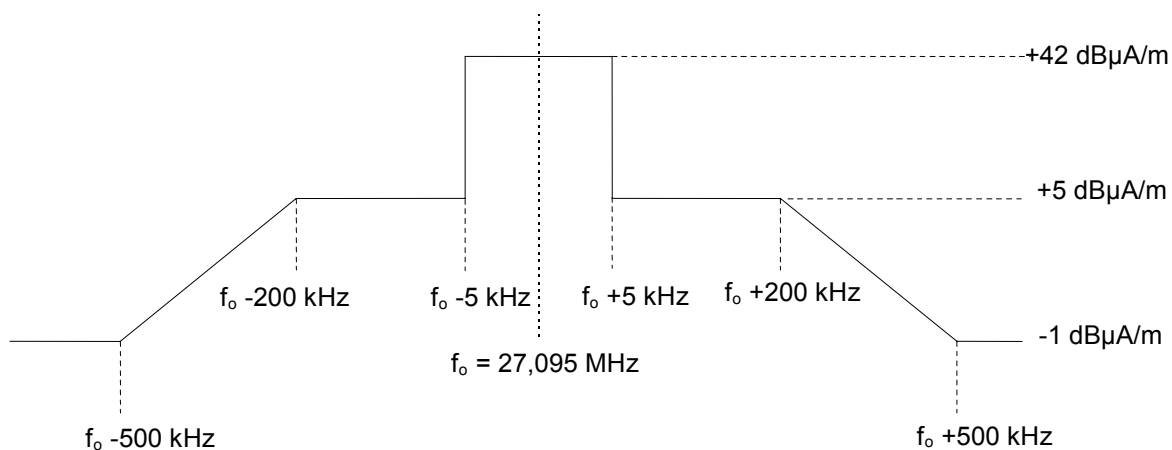 +42 dBµA/m
+5 dBµA/m
fo -200 kHz
fo -5 kHz
fo +5 kHz
fo +200 kHz
-1 dBµA/m
fo = 27,095 MHz
fo -500 kHz
fo +500 kHz